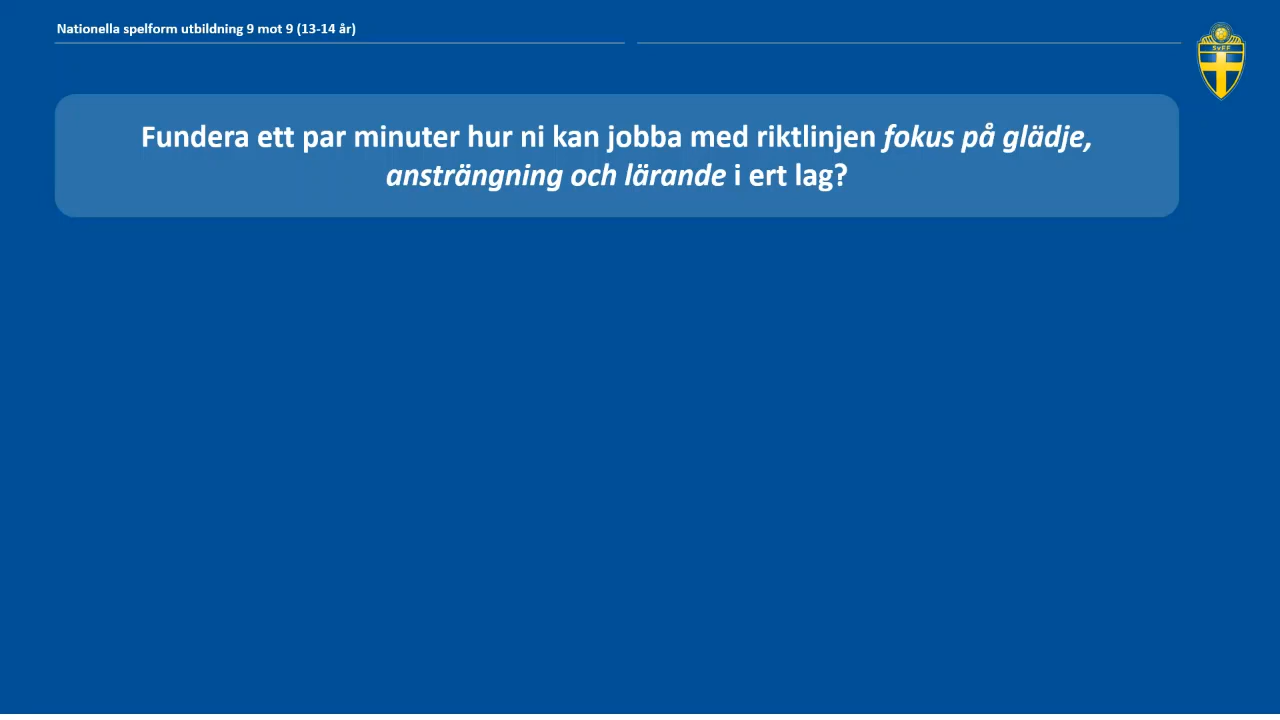 Nationella spelform utbildning 9 mot 9 (13-14 år)
SvFF
Fundera ett par minuter hur ni kan jobba med riktlinjen fokus på glädje,
ansträngning och lärande i ert lag?